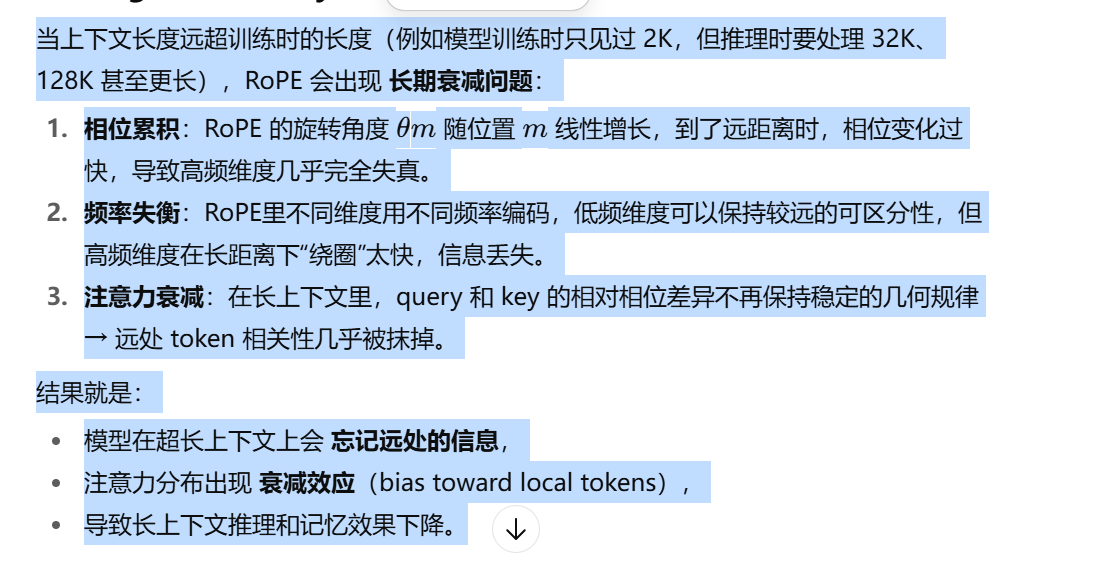 当上下文长度远超训练时的长度（例如模型训练时只见过 2K，但推理时要处理 32K、
128K 甚至更长），RoPE 会出现 长期衰减问题：
1. 相位累积：RoPE 的旋转角度 θm 随位置 m 线性增长，到了远距离时，相位变化过
快，导致高频维度几乎完全失真。
2. 频率失衡：RoPE里不同维度用不同频率编码，低频维度可以保持较远的可区分性，但
高频维度在长距离下“绕圈”太快，信息丢失。
3. 注意力衰减：在长上下文里，query 和 key 的相对相位差异不再保持稳定的几何规律
→ 远处 token 相关性几乎被抹掉。
结果就是：
• 模型在超长上下文上会 忘记远处的信息，
• 注意力分布出现 衰减效应（bias toward local tokens），
• 导致长上下文推理和记忆效果下降。